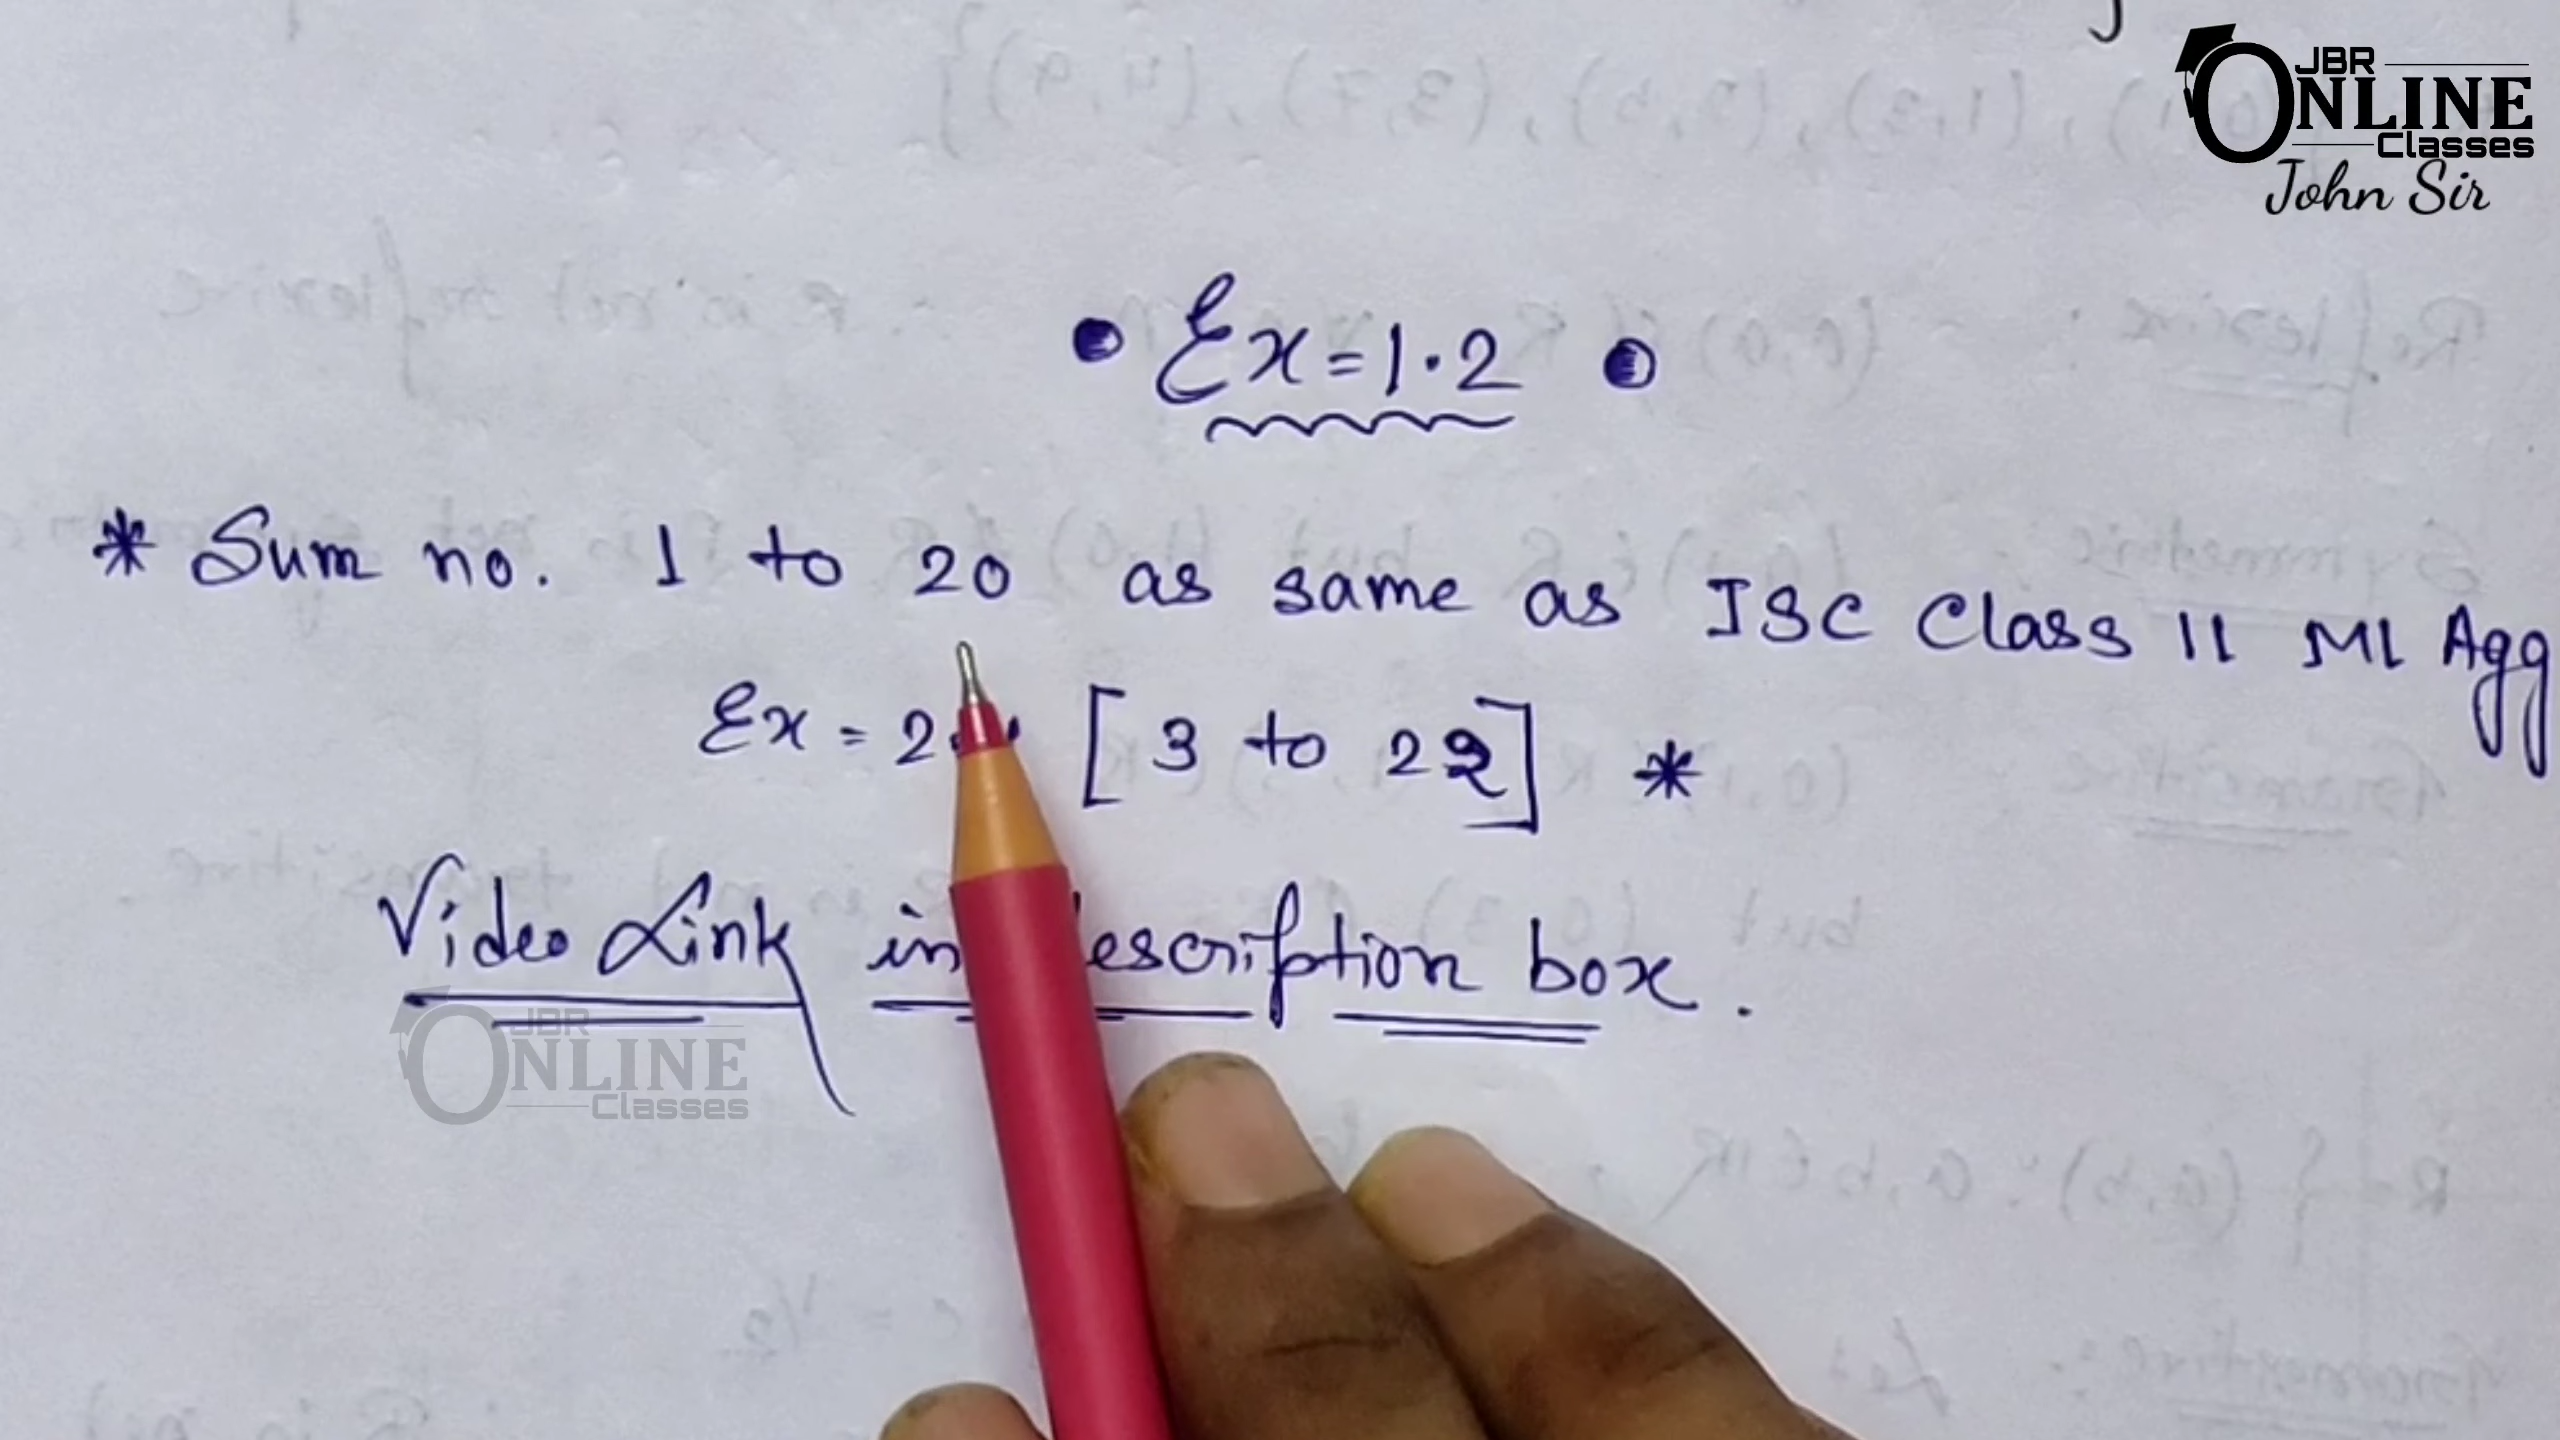 JBR
ONLINE
Classes
John Sir
• Ex = 1.2 •
* Sum no. 1 to 20 as same as ISC Class 11 ML Agg
Ex = 2 [3 to 22] *
Video Link in escription box.
JBR
ONLINE
Classes